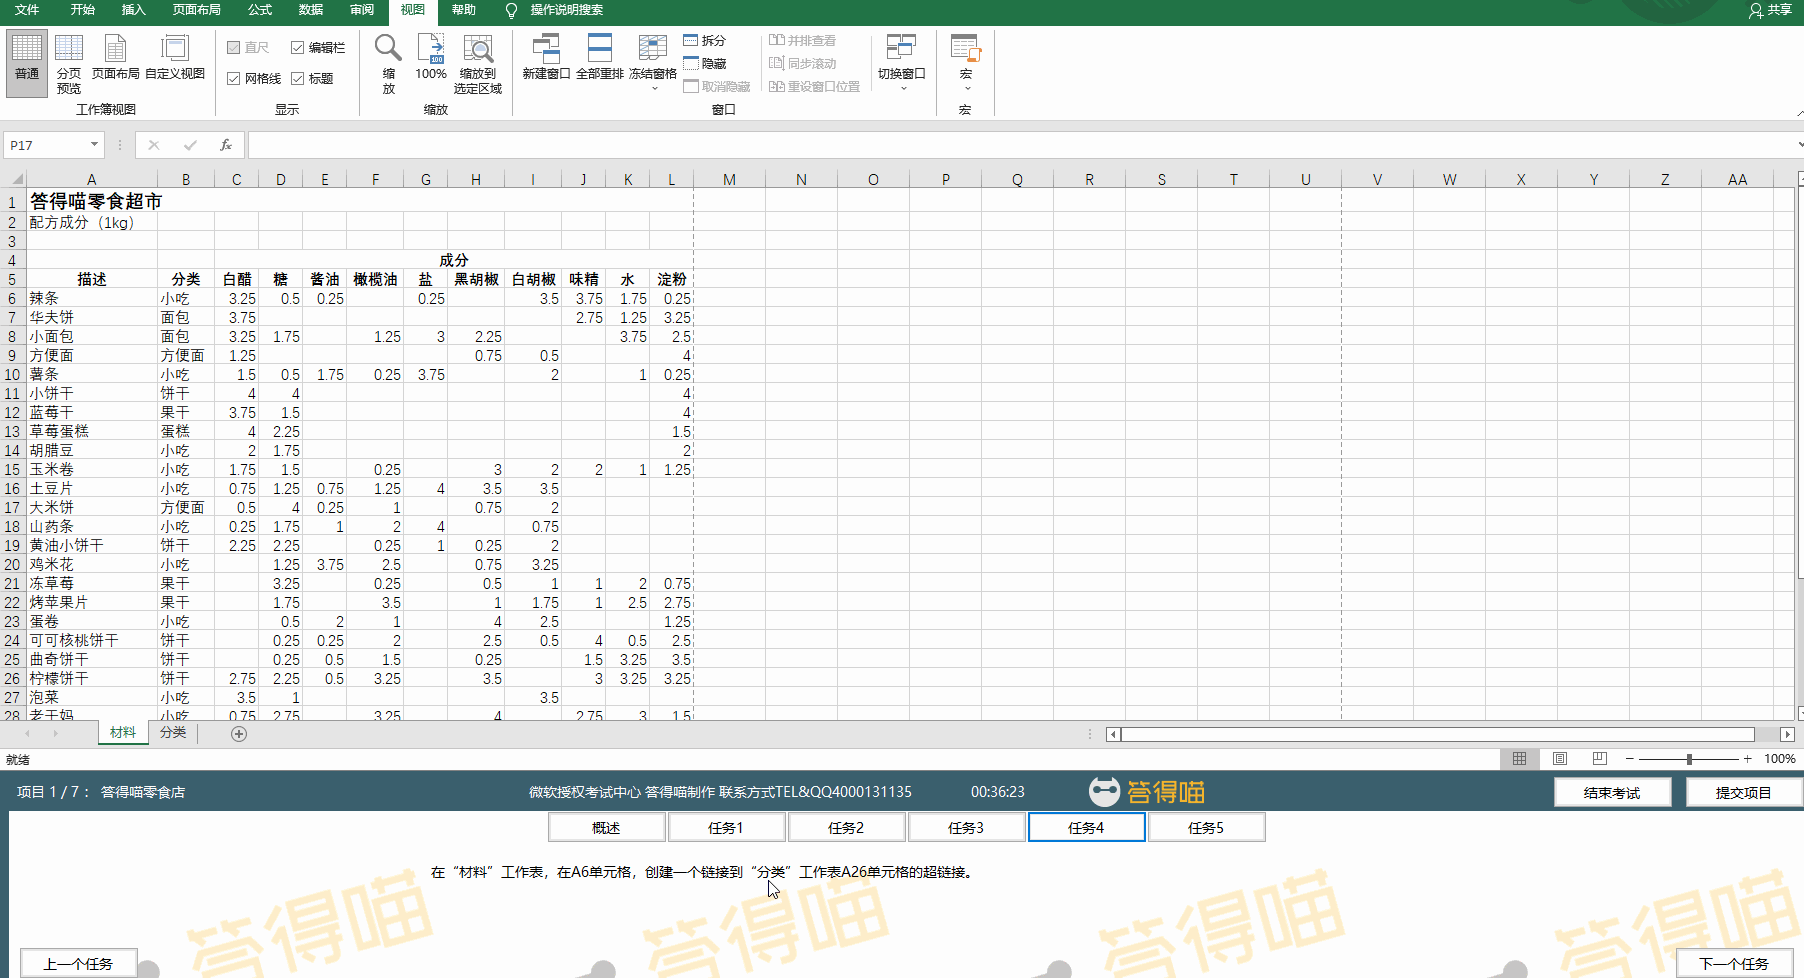 文件 开始 插入 页面布局 公式 数据 审阅 视图 帮助 操作说明搜索 共享
普通 分页预览 页面布局 自定义视图 直尺 编辑栏 网格线 标题 缩放 100% 缩放到选定区域 新建窗口 全部重排 冻结窗格 拆分 隐藏 取消隐藏 并排查看 同步滚动 重设窗口位置 切换窗口 宏
工作簿视图 显示 缩放 窗口 宏
P17 fx
A B C D E F G H I J K L M N O P Q R S T U V W X Y Z AA
1 答得喵零食超市
2 配方成分（1kg）
3
4 成分
5 描述 分类 白醋 糖 酱油 橄榄油 盐 黑胡椒 白胡椒 味精 水 淀粉
6 辣条 小吃 3.25 0.5 0.25 0.25 3.5 3.75 1.75 0.25
7 华夫饼 面包 3.75 2.75 1.25 3.25
8 小面包 面包 3.25 1.75 1.25 3 2.25 3.75 2.5
9 方便面 方便面 1.25 0.75 0.5 4
10 薯条 小吃 1.5 0.5 1.75 0.25 3.75 2 1 0.25
11 小饼干 饼干 4 4 4
12 蓝莓干 果干 3.75 1.5 4
13 草莓蛋糕 蛋糕 4 2.25 1.5
14 胡腊豆 小吃 2 1.75 2
15 玉米卷 小吃 1.75 1.5 0.25 3 2 2 1 1.25
16 土豆片 小吃 0.75 1.25 0.75 1.25 4 3.5 3.5
17 大米饼 方便面 0.5 4 0.25 1 0.75 2
18 山药条 小吃 0.25 1.75 1 2 4 0.75
19 黄油小饼干 饼干 2.25 2.25 0.25 1 0.25 2
20 鸡米花 小吃 1.25 3.75 2.5 0.75 3.25
21 冻草莓 果干 3.25 0.25 0.5 1 1 2 0.75
22 烤苹果片 果干 1.75 3.5 1 1.75 1 2.5 2.75
23 蛋卷 小吃 0.5 2 1 4 2.5 1.25
24 可可核桃饼干 饼干 0.25 0.25 2 2.5 0.5 4 0.5 2.5
25 曲奇饼干 饼干 0.25 0.5 1.5 0.25 1.5 3.25 3.5
26 柠檬饼干 饼干 2.75 2.25 0.5 3.25 3.5 3 3.25 3.25
27 泡菜 小吃 3.5 1 3.5
28 老干妈 小吃 0.75 2.75 3.25 4 2.75 3 1.5
材料 分类
就绪 100%
项目 1 / 7： 答得喵零食店 微软授权考试中心 答得喵制作 联系方式TEL&QQ4000131135 00:36:23 答得喵 结束考试 提交项目
概述 任务1 任务2 任务3 任务4 任务5
在“材料”工作表，在A6单元格，创建一个链接到“分类”工作表A26单元格的超链接。
答得喵 答得喵 答得喵 答得喵
上一个任务 下一个任务